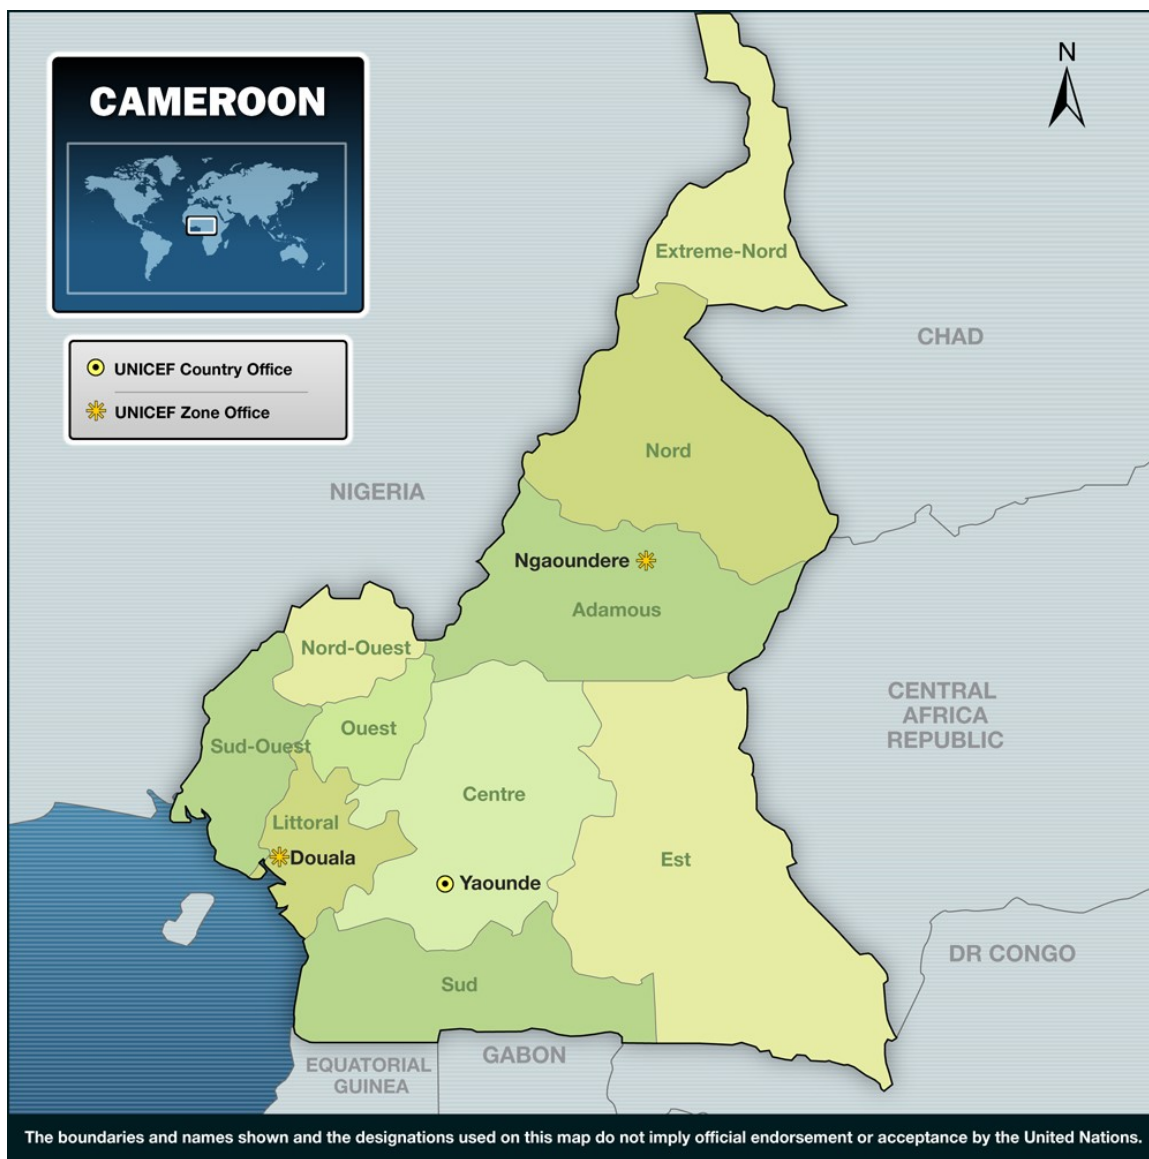 CAMEROON
N
UNICEF Country Office
UNICEF Zone Office
Extreme-Nord
CHAD
Nord
NIGERIA
Ngaoundere
Adamous
Nord-Ouest
CENTRAL
AFRICA
REPUBLIC
Ouest
Sud-Ouest
Centre
Littoral
Douala
Est
Yaounde
DR CONGO
Sud
GABON
EQUATORIAL
GUINEA
The boundaries and names shown and the designations used on this map do not imply official endorsement or acceptance by the United Nations.